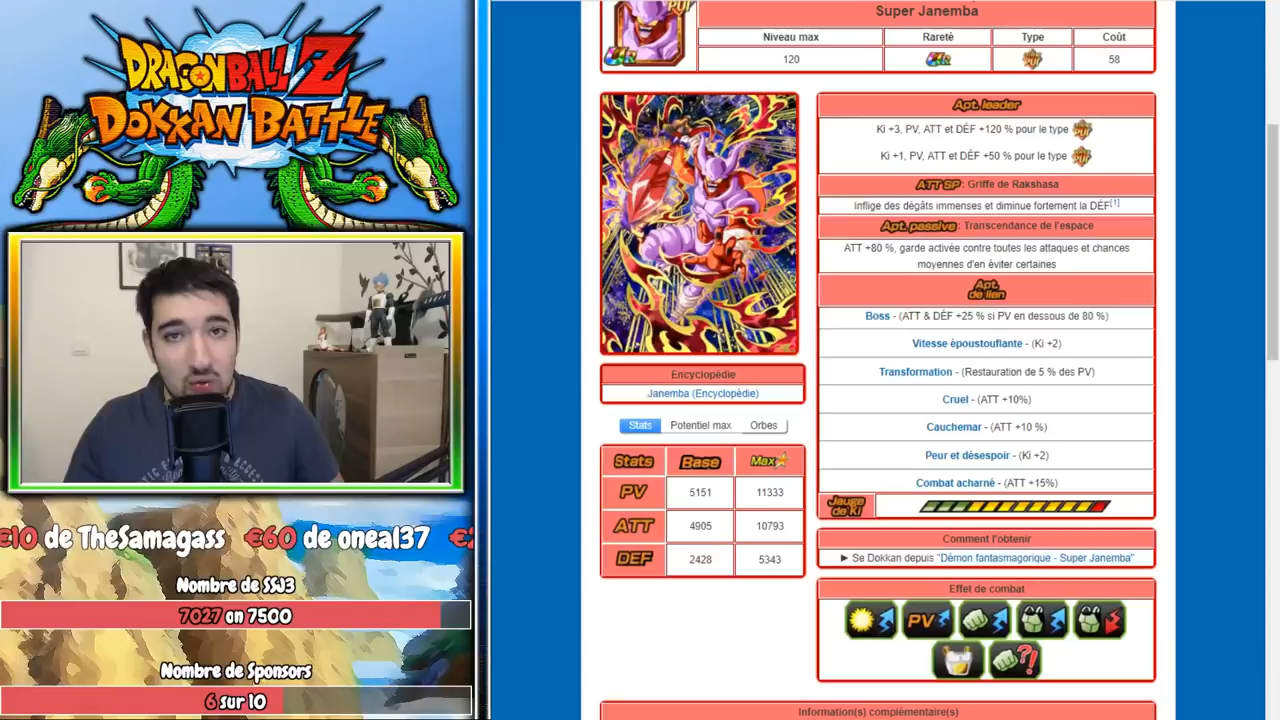 DRAGON BALL Z
DOKKAN BATTLE
€10 de TheSamagass €60 de oneal37
Nombre de SSJ3
7027 on 7500
Nombre de Sponsors
6 sur 10
Super Janemba
PUI
UR
Niveau max Rareté Type Coût
120 UR PUI 58
Apt. leader
Ki +3, PV, ATT et DÉF +120 % pour le type PUI
Ki +1, PV, ATT et DÉF +50 % pour le type PUI
ATT SP : Griffe de Rakshasa
Inflige des dégâts immenses et diminue fortement la DÉF[1]
Apt. passive : Transcendance de l'espace
ATT +80 %, garde activée contre toutes les attaques et chances
moyennes d'en éviter certaines
Apt.
de lien
Boss - (ATT & DÉF +25 % si PV en dessous de 80 %)
Vitesse époustouflante - (Ki +2)
Transformation - (Restauration de 5 % des PV)
Cruel - (ATT +10%)
Cauchemar - (ATT +10 %)
Peur et désespoir - (Ki +2)
Combat acharné - (ATT +15%)
Jauge
de Ki
Encyclopédie
Janemba (Encyclopédie)
Stats Potentiel max Orbes
Stats Base Max
PV 5151 11333
ATT 4905 10793
DEF 2428 5343
Comment l'obtenir
► Se Dokkan depuis "Démon fantasmagorique - Super Janemba"
Effet de combat
PV
?!
Information(s) complémentaire(s)